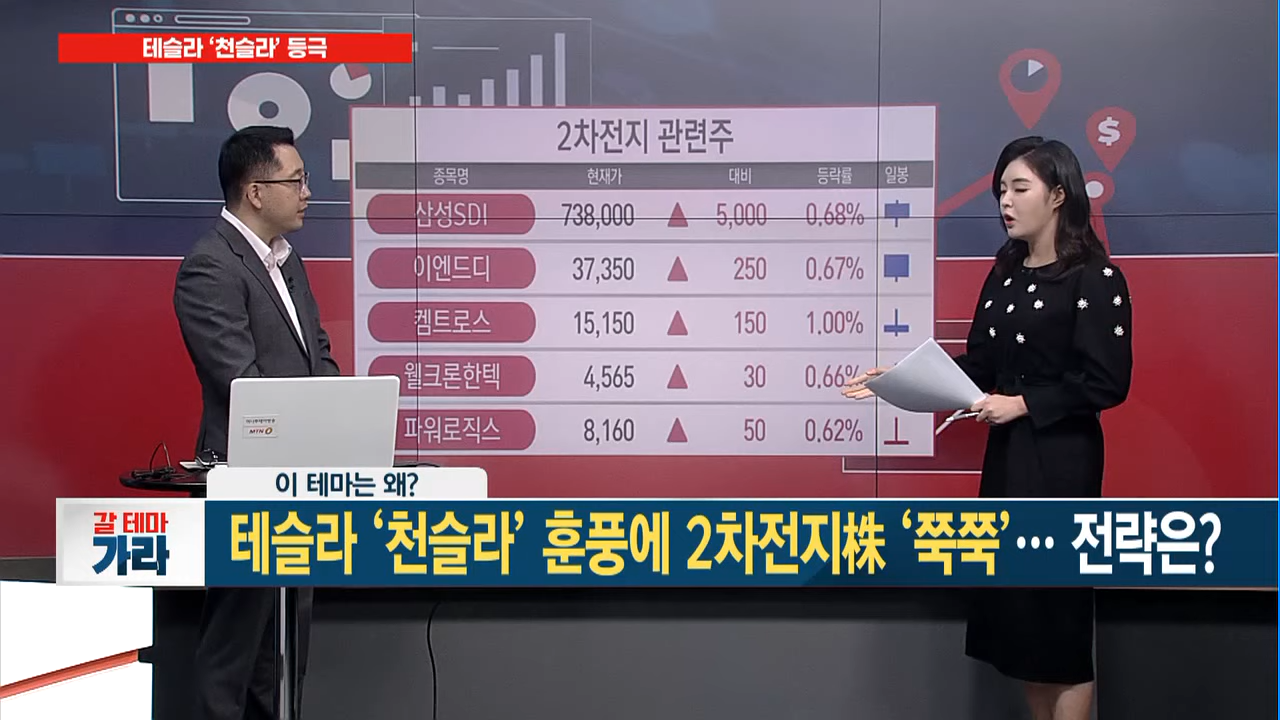 테슬라 ‘천슬라’ 등극
$
2차전지 관련주
종목명 현재가 대비 등락률 일봉
삼성SDI 738,000 ▲ 5,000 0.68%
이엔드디 37,350 ▲ 250 0.67%
켐트로스 15,150 ▲ 150 1.00%
웰크론한텍 4,565 ▲ 30 0.66%
파워로직스 8,160 ▲ 50 0.62%
MTN
이 테마는 왜?
갈 테마
가라
테슬라 ‘천슬라’ 훈풍에 2차전지株 ‘쭉쭉’… 전략은?